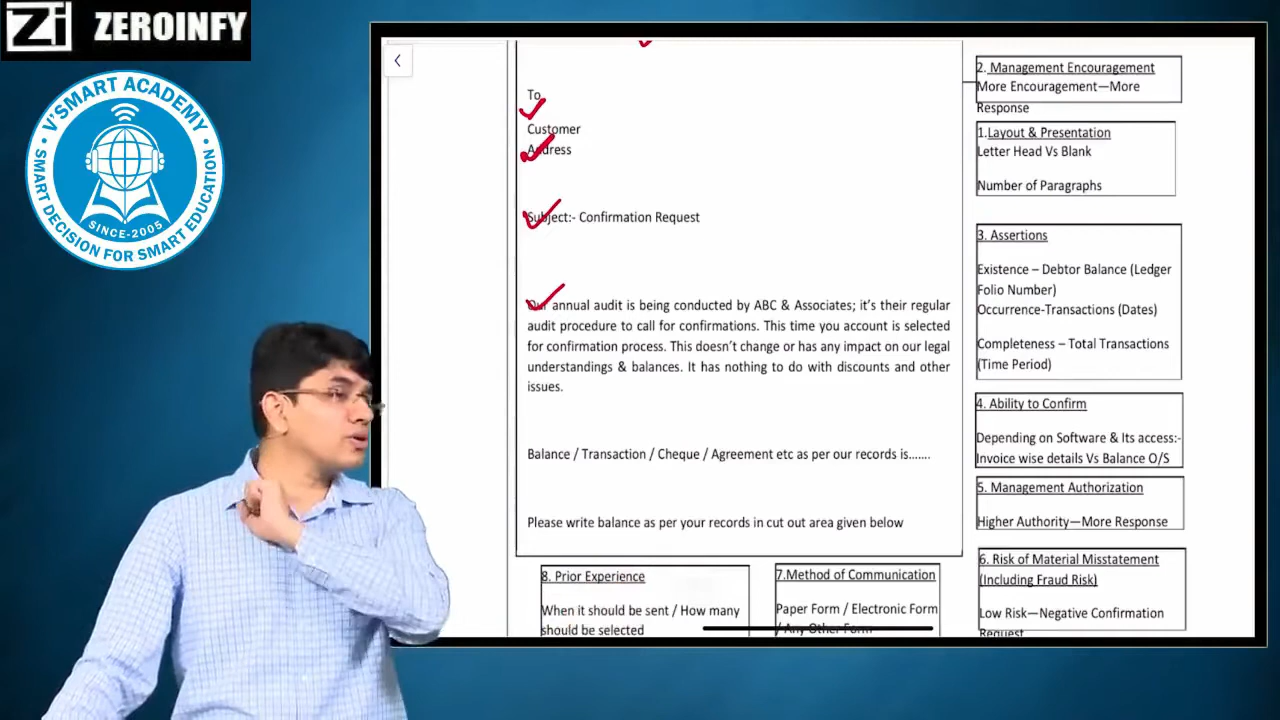 Zi ZEROINFY
V'SMART ACADEMY
SINCE-2005
SMART DECISION FOR SMART EDUCATION
To
Customer
Address
Subject:- Confirmation Request
Our annual audit is being conducted by ABC & Associates; it's their regular
audit procedure to call for confirmations. This time you account is selected
for confirmation process. This doesn't change or has any impact on our legal
understandings & balances. It has nothing to do with discounts and other
issues.
Balance / Transaction / Cheque / Agreement etc as per our records is.......
Please write balance as per your records in cut out area given below
2. Management Encouragement
More Encouragement—More
Response
1.Layout & Presentation
Letter Head Vs Blank
Number of Paragraphs
3. Assertions
Existence – Debtor Balance (Ledger
Folio Number)
Occurrence-Transactions (Dates)
Completeness – Total Transactions
(Time Period)
4. Ability to Confirm
Depending on Software & Its access:-
Invoice wise details Vs Balance O/S
5. Management Authorization
Higher Authority—More Response
6. Risk of Material Misstatement
(Including Fraud Risk)
Low Risk—Negative Confirmation
Request
8. Prior Experience
When it should be sent / How many
should be selected
7.Method of Communication
Paper Form / Electronic Form
/ Any Other Form